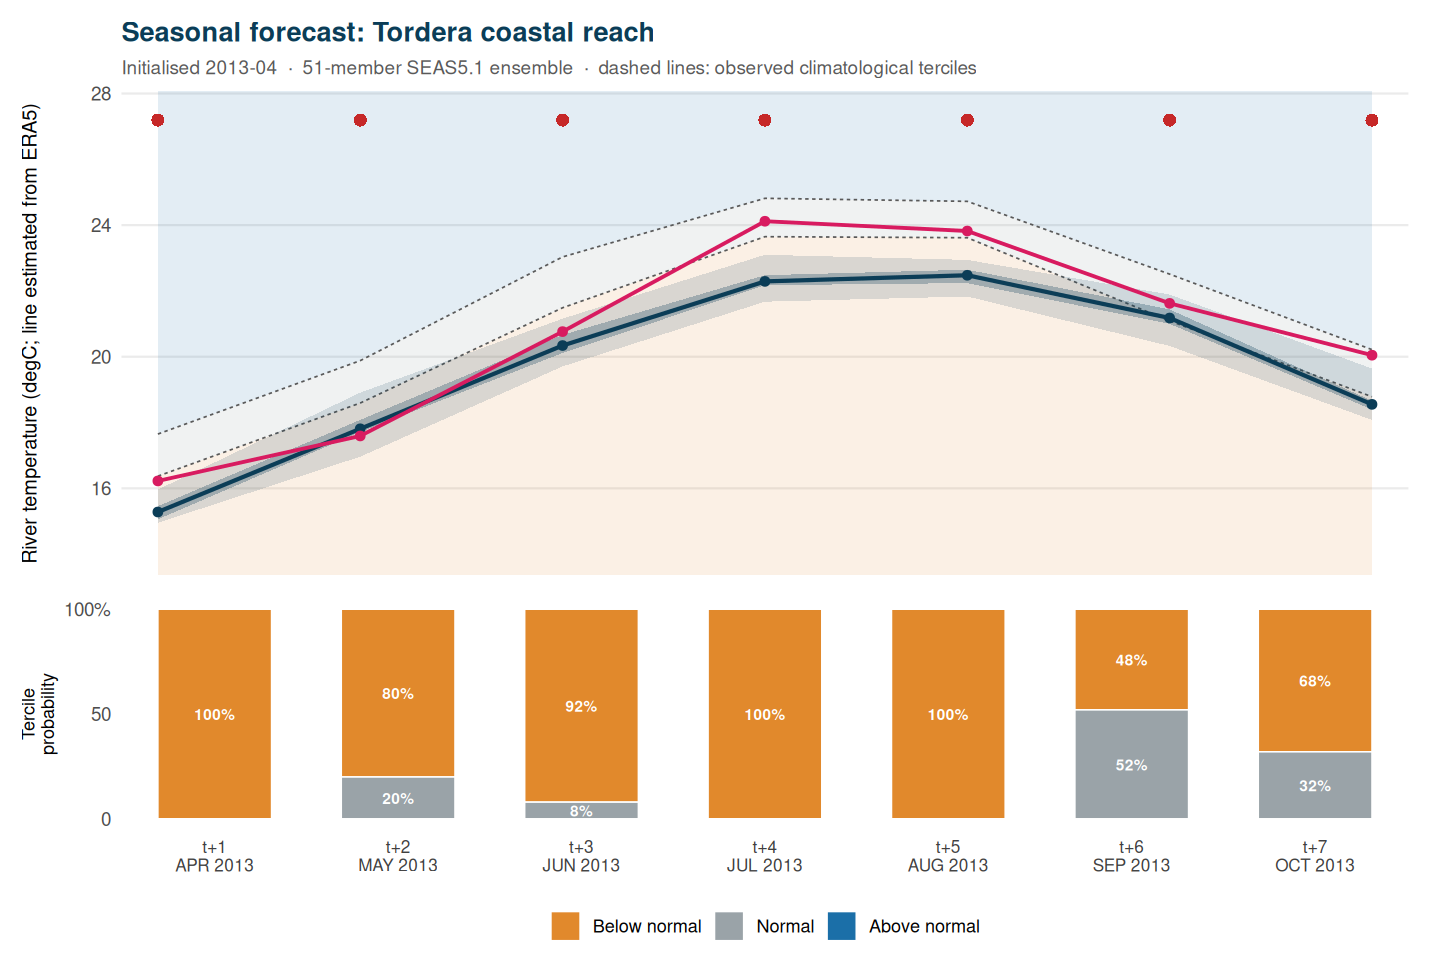 Seasonal forecast: Tordera coastal reach
Initialised 2013-04 · 51-member SEAS5.1 ensemble · dashed lines: observed climatological terciles
River temperature (degC; line estimated from ERA5)
28
24
20
16
Tercile
probability
100%
50
0
100%
80%
20%
92%
8%
100%
100%
48%
52%
68%
32%
t+1
APR 2013
t+2
MAY 2013
t+3
JUN 2013
t+4
JUL 2013
t+5
AUG 2013
t+6
SEP 2013
t+7
OCT 2013
Below normal
Normal
Above normal